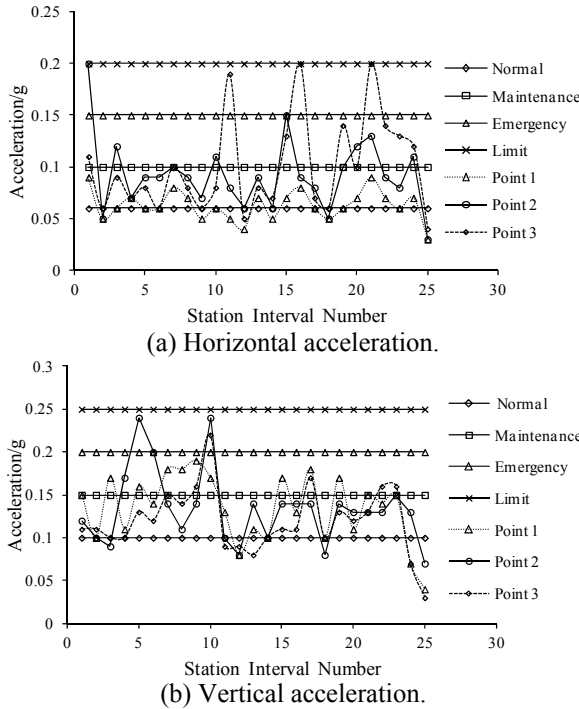 Acceleration/g
0.25
0.2
0.15
0.1
0.05
0
0 5 10 15 20 25 30
Station Interval Number
Normal
Maintenance
Emergency
Limit
Point 1
Point 2
Point 3
(a) Horizontal acceleration.
Acceleration/g
0.3
0.25
0.2
0.15
0.1
0.05
0
0 5 10 15 20 25 30
Station Interval Number
Normal
Maintenance
Emergency
Limit
Point 1
Point 2
Point 3
(b) Vertical acceleration.